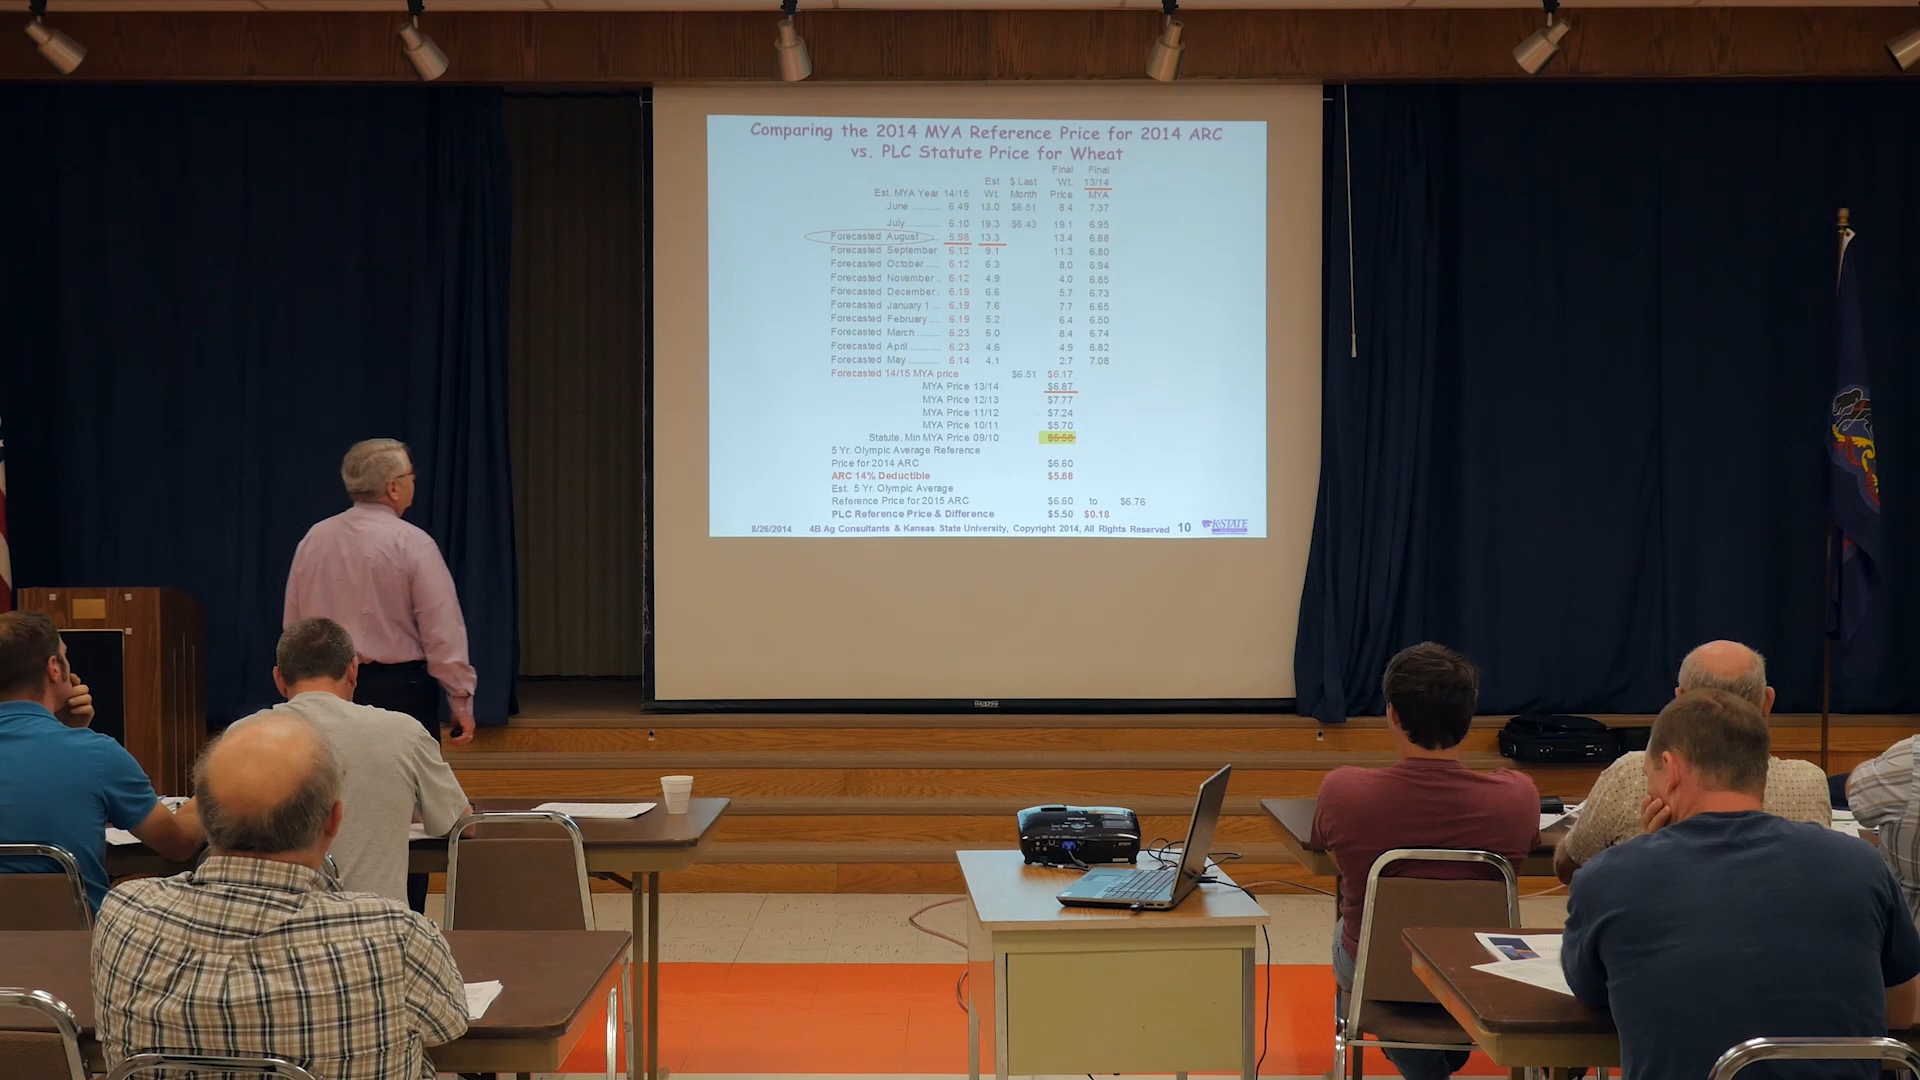 Comparing the 2014 MYA Reference Price for 2014 ARC
vs. PLC Statute Price for Wheat
Final Final
Est $ Last 'Wt. 13/14
Est. MYA Year 14/15 Wt. Month Price MYA
June ........... 6.49 13.0 $6.51 8.4 7.37
July ........... 6.10 19.3 $6.43 19.1 6.95
Forecasted August ... 5.98 13.3 13.4 6.88
Forecasted September 6.12 9.1 11.3 6.80
Forecasted October .... 6.12 6.3 8.0 6.94
Forecasted November .. 6.12 4.9 4.0 6.85
Forecasted December .. 6.19 6.6 5.7 6.73
Forecasted January 1 ... 6.19 7.6 7.7 6.65
Forecasted February .... 6.19 5.2 6.4 6.50
Forecasted March ......... 6.23 6.0 8.4 6.74
Forecasted April ........... 6.23 4.6 4.9 6.82
Forecasted May ............ 6.14 4.1 2.7 7.08
Forecasted 14/15 MYA price $6.51 $6.17
MYA Price 13/14 $6.87
MYA Price 12/13 $7.77
MYA Price 11/12 $7.24
MYA Price 10/11 $5.70
Statute, Min MYA Price 09/10 $5.50
5 Yr. Olympic Average Reference
Price for 2014 ARC $6.60
ARC 14% Deductible $5.68
Est. 5 Yr. Olympic Average
Reference Price for 2015 ARC $6.60 to $6.76
PLC Reference Price & Difference $5.50 $0.18
8/26/2014 4B Ag Consultants & Kansas State University, Copyright 2014, All Rights Reserved 10 K-STATE